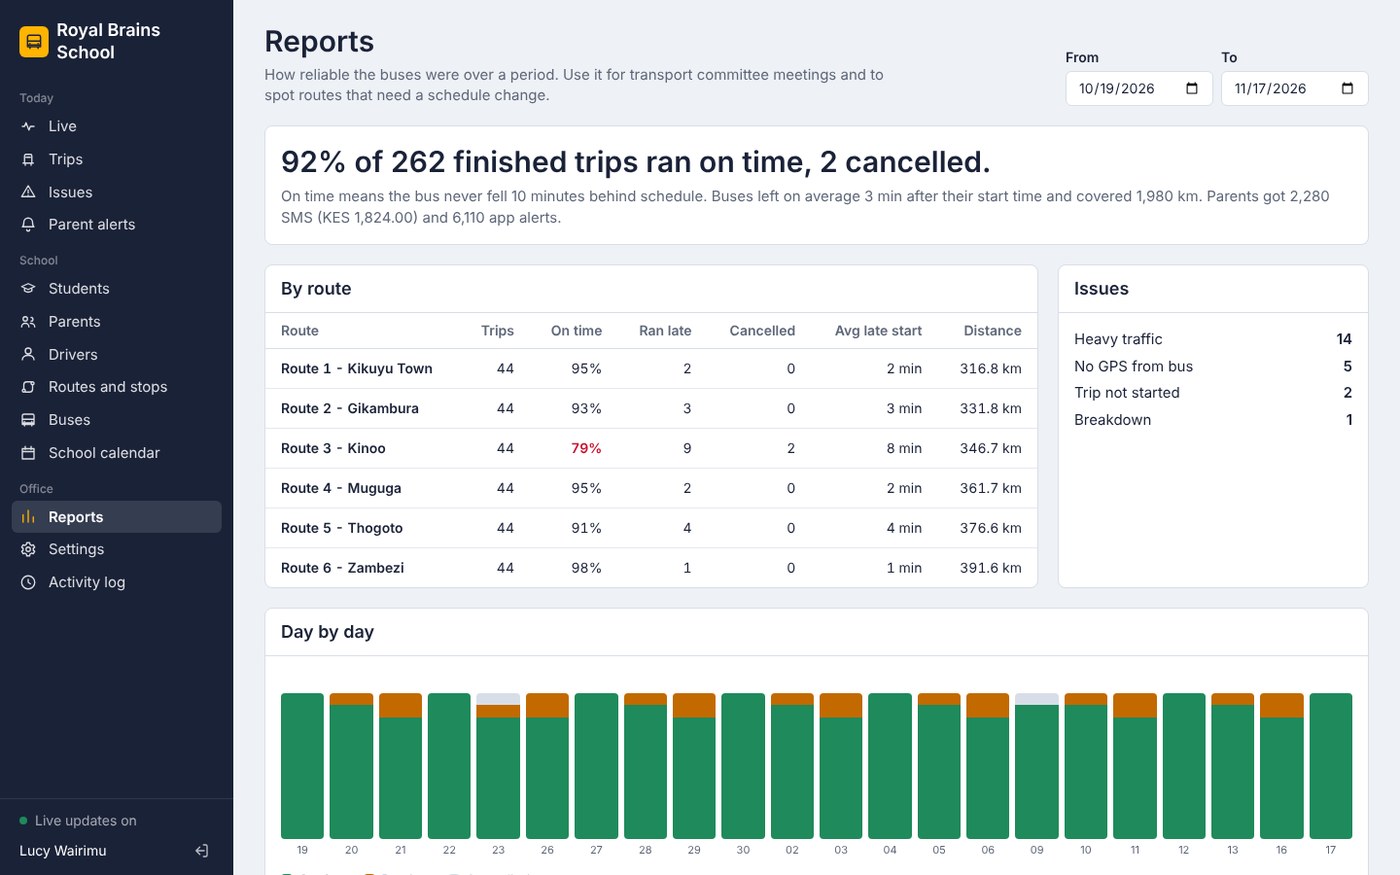 Royal Brains
School
Today
Live
Trips
Issues
Parent alerts
School
Students
Parents
Drivers
Routes and stops
Buses
School calendar
Office
Reports
Settings
Activity log
Live updates on
Lucy Wairimu
Reports
How reliable the buses were over a period. Use it for transport committee meetings and to
spot routes that need a schedule change.
From To
10/19/2026 11/17/2026
92% of 262 finished trips ran on time, 2 cancelled.
On time means the bus never fell 10 minutes behind schedule. Buses left on average 3 min after their start time and covered 1,980 km. Parents got 2,280
SMS (KES 1,824.00) and 6,110 app alerts.
By route
Route Trips On time Ran late Cancelled Avg late start Distance
Route 1 - Kikuyu Town 44 95% 2 0 2 min 316.8 km
Route 2 - Gikambura 44 93% 3 0 3 min 331.8 km
Route 3 - Kinoo 44 79% 9 2 8 min 346.7 km
Route 4 - Muguga 44 95% 2 0 2 min 361.7 km
Route 5 - Thogoto 44 91% 4 0 4 min 376.6 km
Route 6 - Zambezi 44 98% 1 0 1 min 391.6 km
Issues
Heavy traffic 14
No GPS from bus 5
Trip not started 2
Breakdown 1
Day by day
19 20 21 22 23 26 27 28 29 30 02 03 04 05 06 09 10 11 12 13 16 17